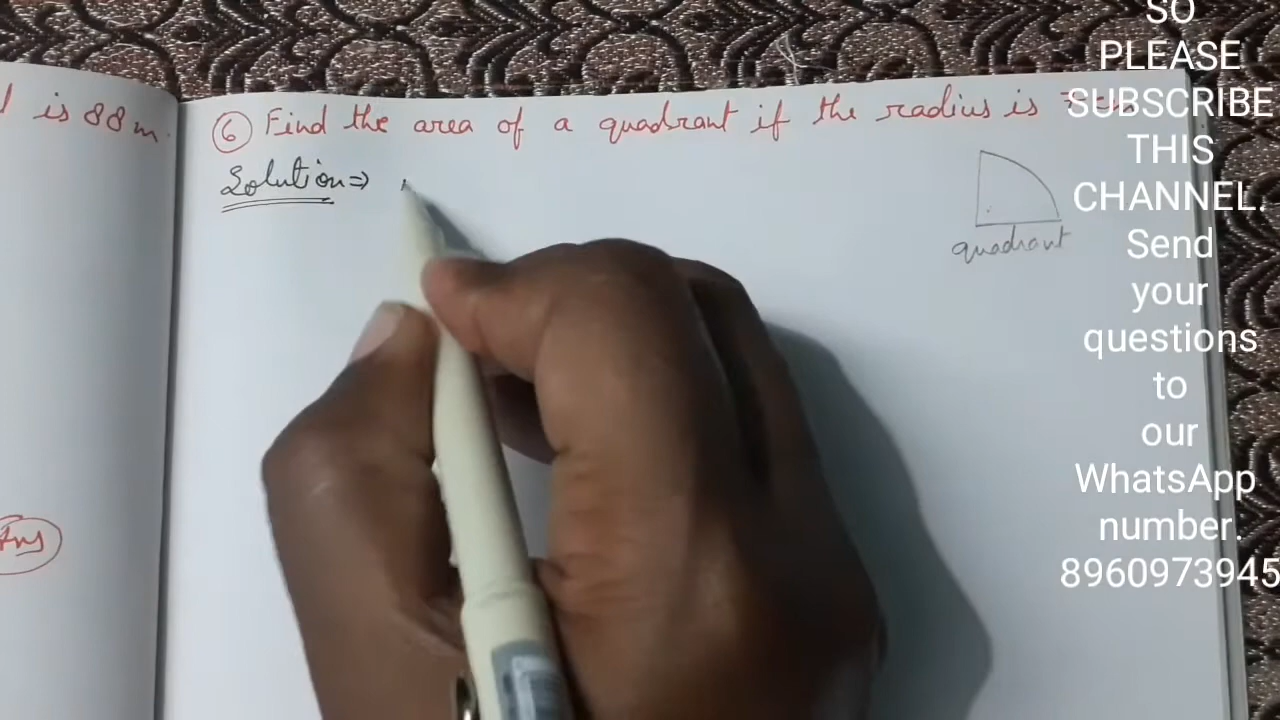 l is 88 m.
⑥ Find the area of a quadrant if the radius is
Solution ⇒
quadrant
Ans
SO
PLEASE
SUBSCRIBE
THIS
CHANNEL.
Send
your
questions
to
our
WhatsApp
number.
8960973945